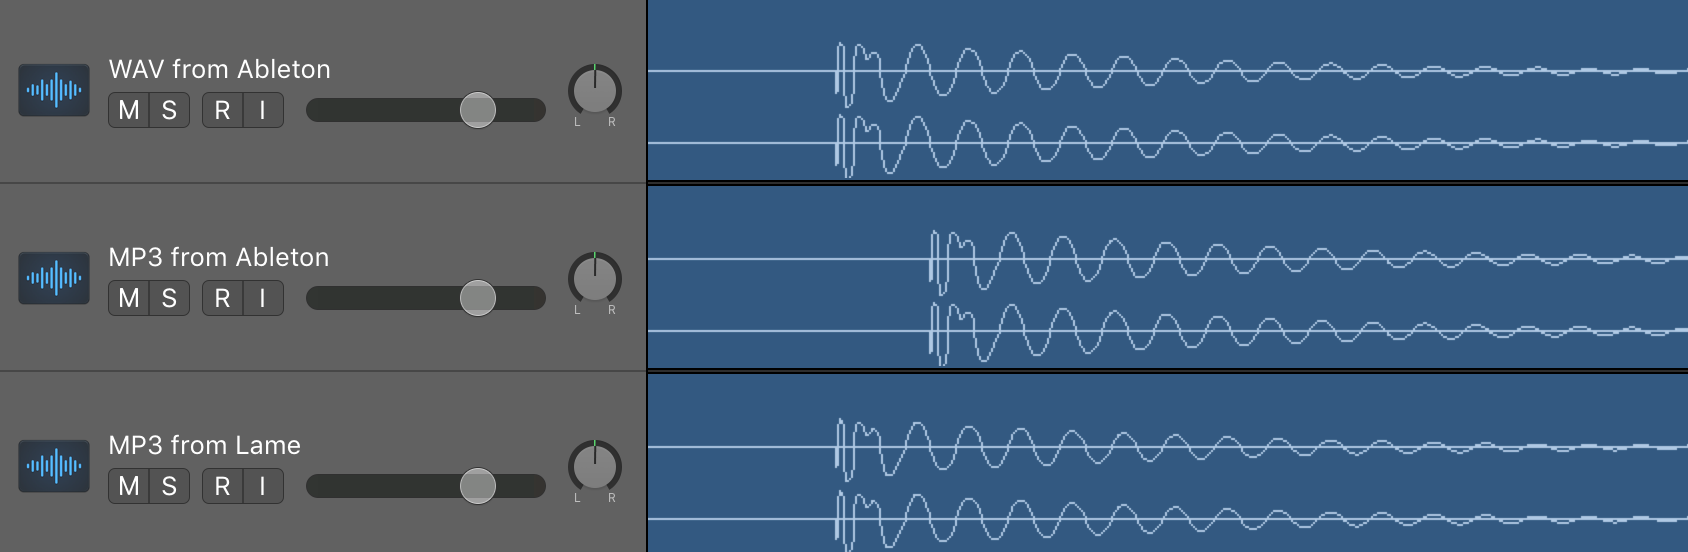 WAV from Ableton
M S R I
L R
MP3 from Ableton
M S R I
L R
MP3 from Lame
M S R I
L R